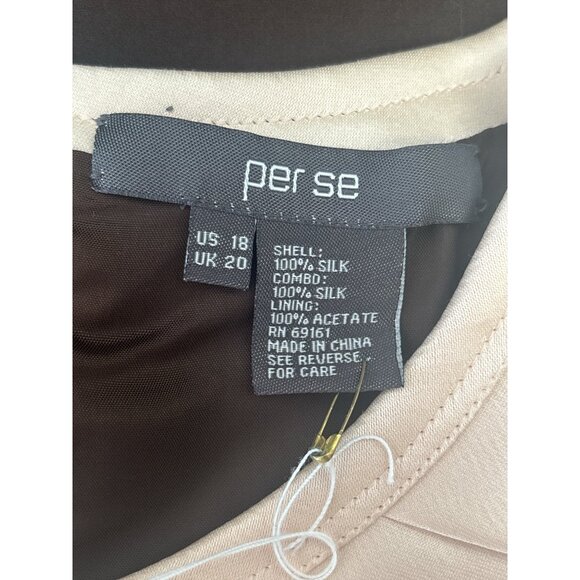 per se
US 18
UK 20
SHELL:
100% SILK
COMBO:
100% SILK
LINING:
100% ACETATE
RN 69161
MADE IN CHINA
SEE REVERSE
FOR CARE